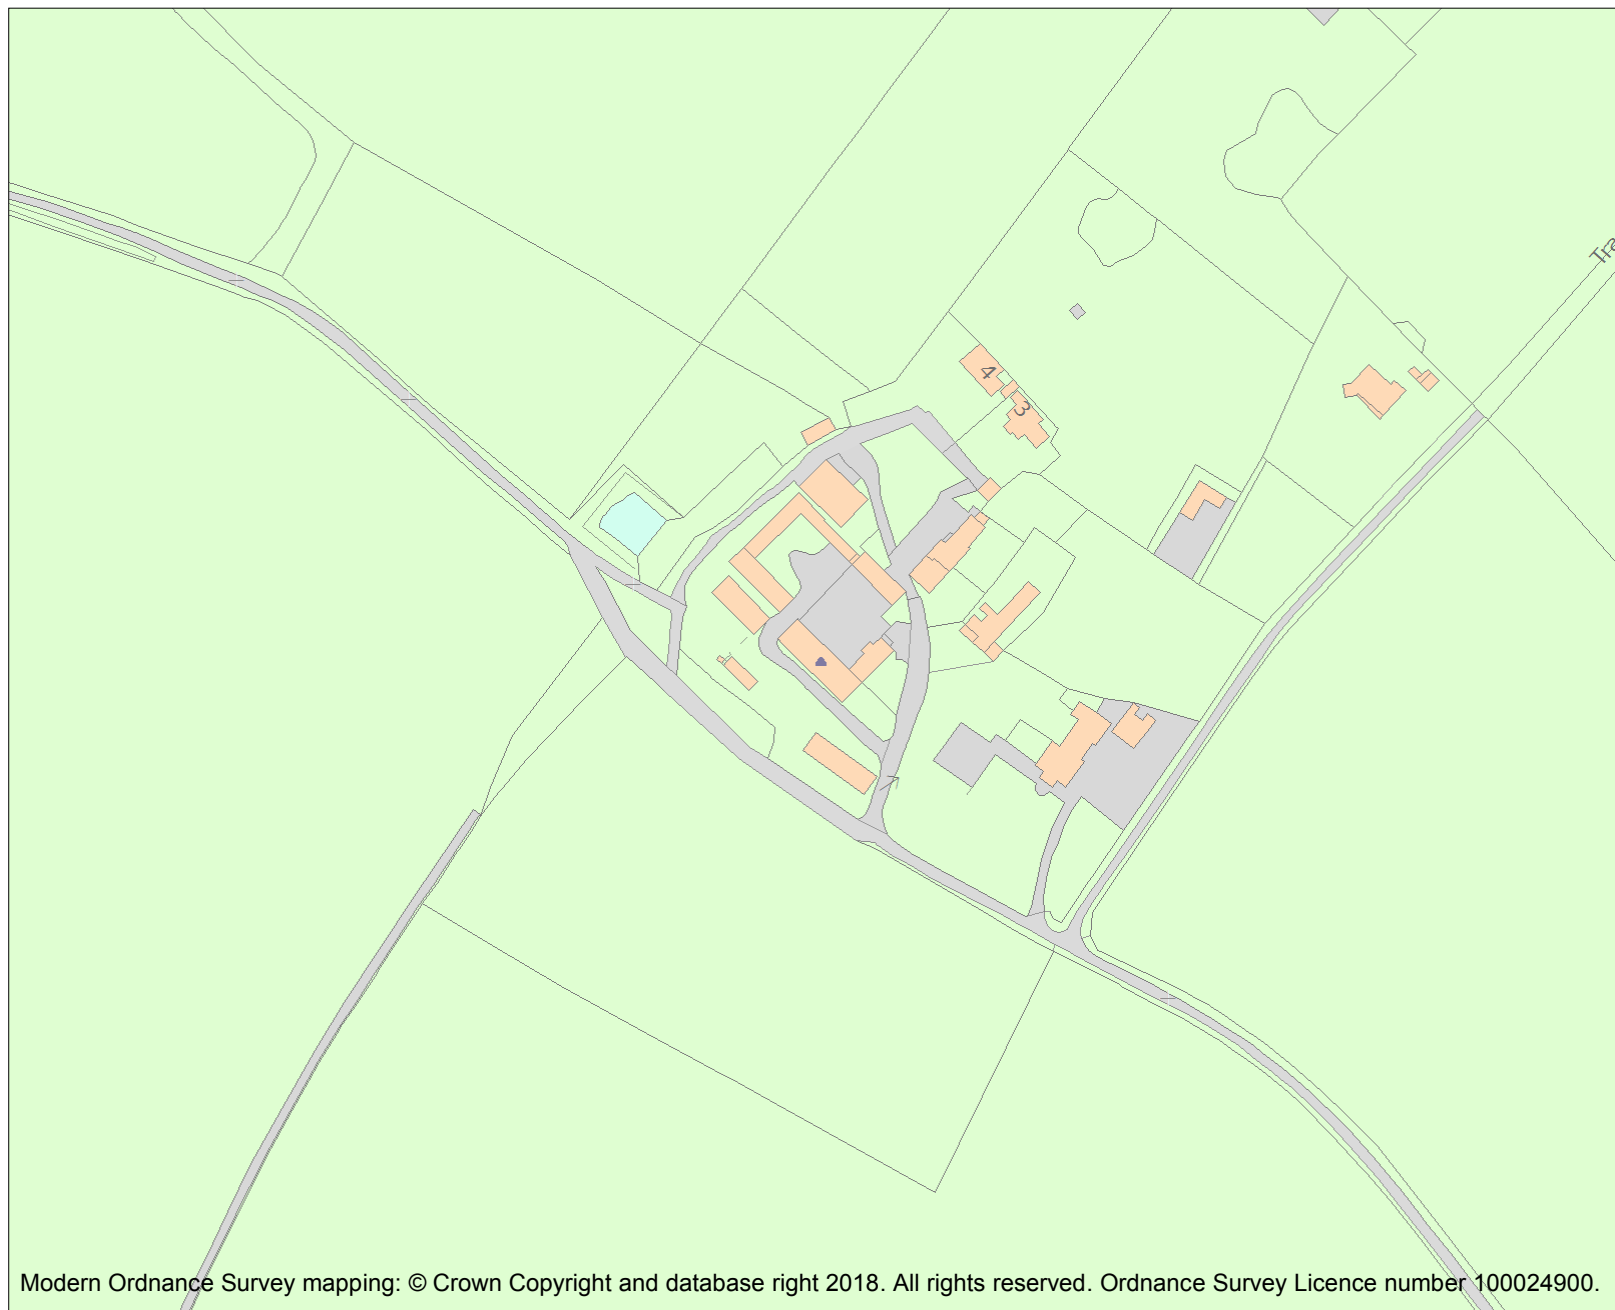 Tra
4
3
Modern Ordnance Survey mapping: © Crown Copyright and database right 2018. All rights reserved. Ordnance Survey Licence number 100024900.